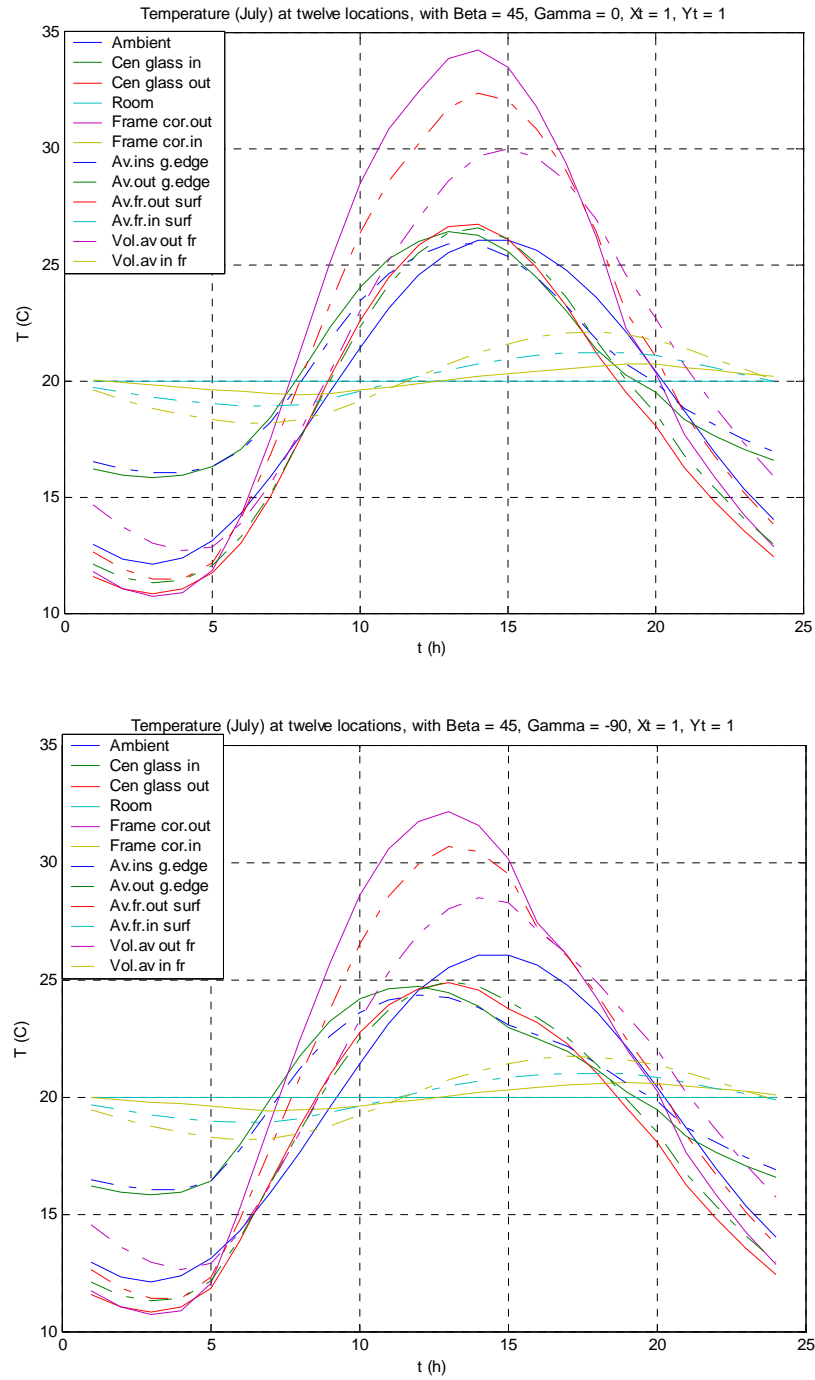 Temperature (July) at twelve locations, with Beta = 45, Gamma = 0, Xt = 1, Yt = 1
35
30
25
20
15
10
T (C)
Ambient
Cen glass in
Cen glass out
Room
Frame cor.out
Frame cor.in
Av.ins g.edge
Av.out g.edge
Av.fr.out surf
Av.fr.in surf
Vol.av out fr
Vol.av in fr
0 5 10 15 20 25
t (h)
Temperature (July) at twelve locations, with Beta = 45, Gamma = -90, Xt = 1, Yt = 1
35
30
25
20
15
10
T (C)
Ambient
Cen glass in
Cen glass out
Room
Frame cor.out
Frame cor.in
Av.ins g.edge
Av.out g.edge
Av.fr.out surf
Av.fr.in surf
Vol.av out fr
Vol.av in fr
0 5 10 15 20 25
t (h)